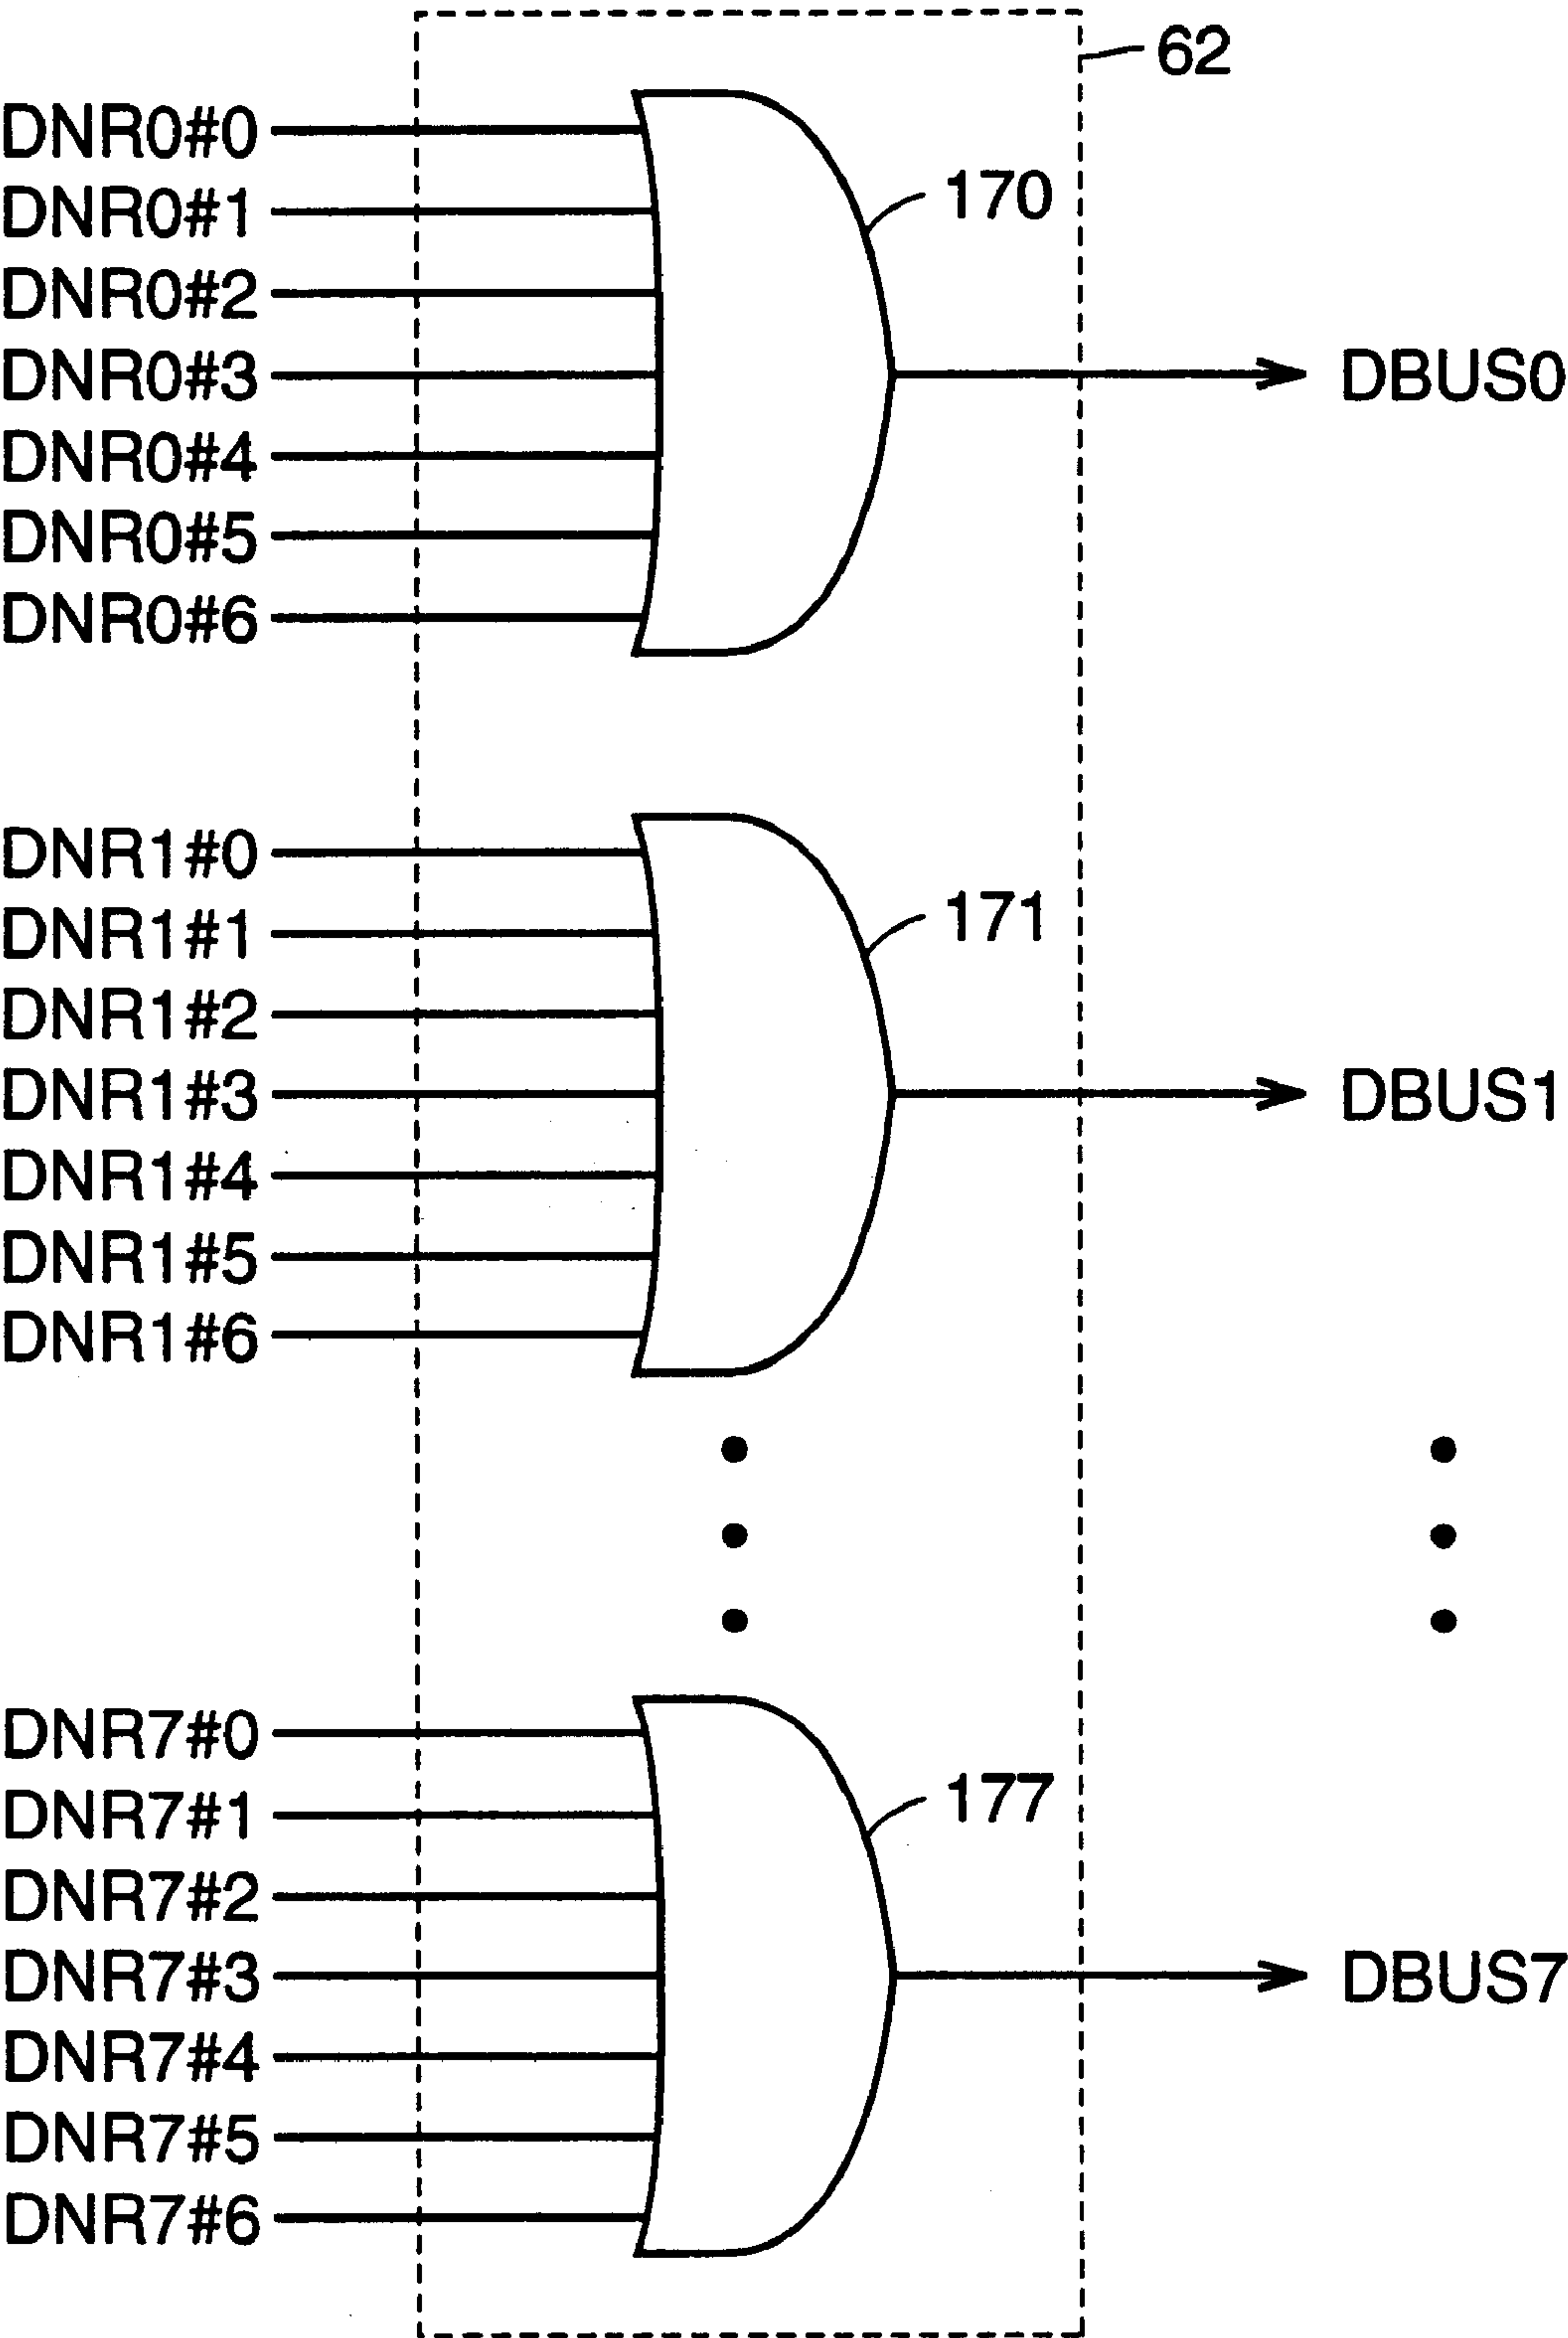 62
DNR0#0
DNR0#1
170
DNR0#2
DNR0#3
DBUS0
DNR0#4
DNR0#5
DNR0#6
DNR1#0
DNR1#1
171
DNR1#2
DNR1#3
DBUS1
DNR1#4
DNR1#5
DNR1#6
DNR7#0
DNR7#1
177
DNR7#2
DNR7#3
DBUS7
DNR7#4
DNR7#5
DNR7#6